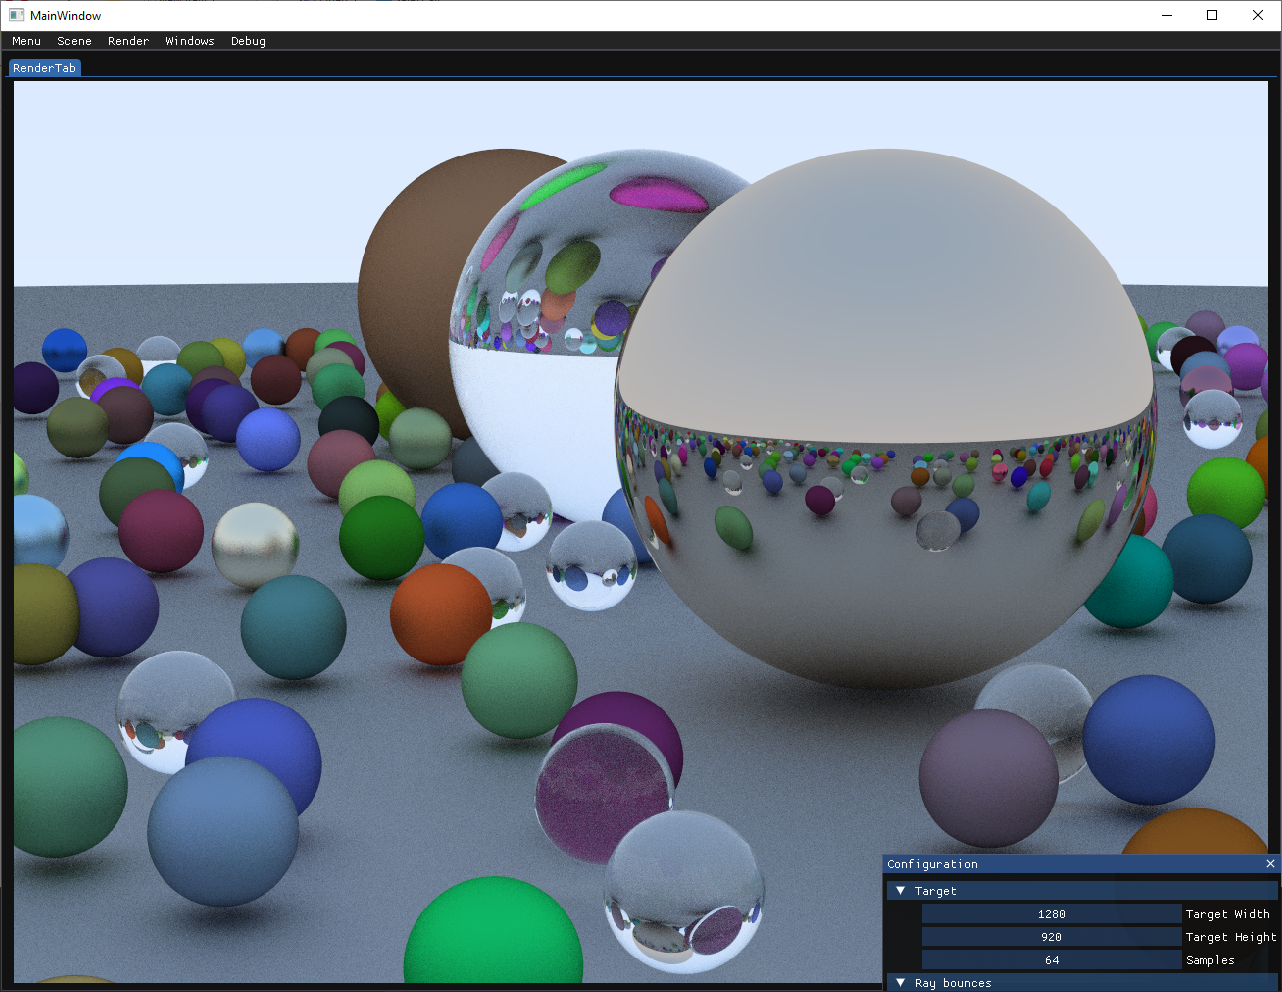 MainWindow
Menu Scene Render Windows Debug
RenderTab
Configuration
Target
1280 Target Width
920 Target Height
64 Samples
Ray bounces